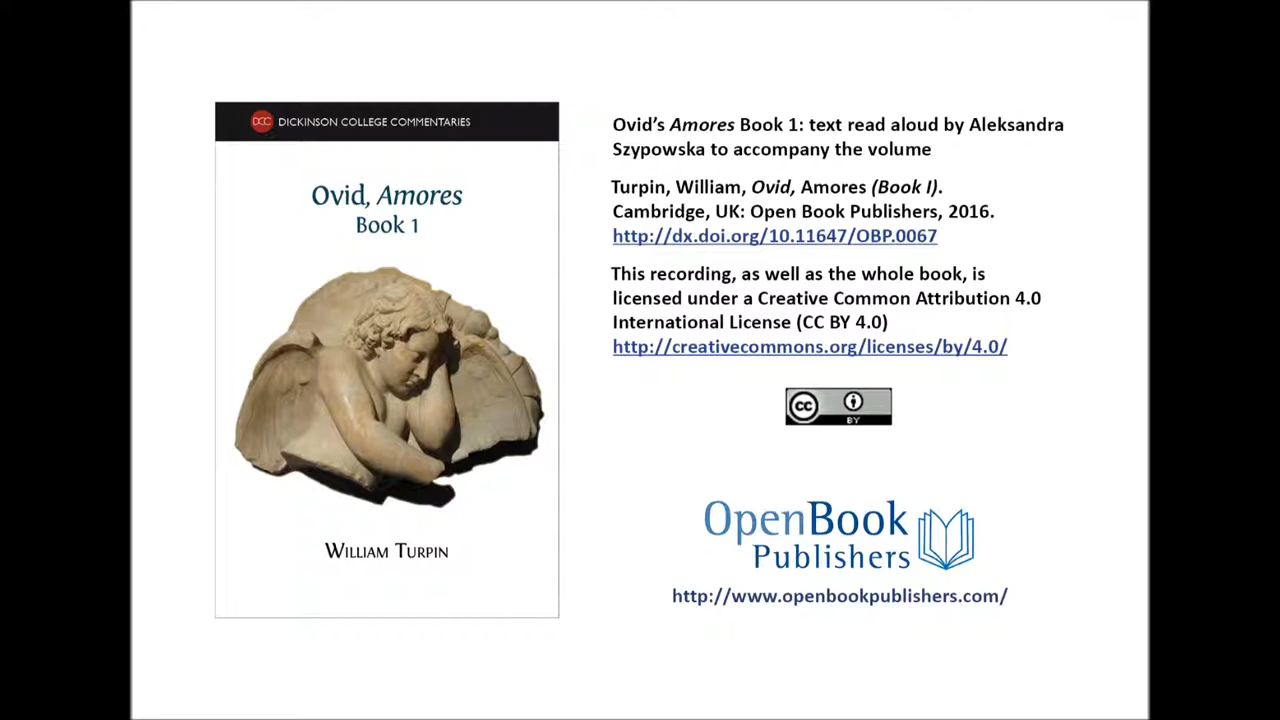 DCC DICKINSON COLLEGE COMMENTARIES
Ovid, Amores
Book 1
WILLIAM TURPIN
Ovid's Amores Book 1: text read aloud by Aleksandra
Szypowska to accompany the volume
Turpin, William, Ovid, Amores (Book I).
Cambridge, UK: Open Book Publishers, 2016.
http://dx.doi.org/10.11647/OBP.0067
This recording, as well as the whole book, is
licensed under a Creative Common Attribution 4.0
International License (CC BY 4.0)
http://creativecommons.org/licenses/by/4.0/
cc
BY
OpenBook
Publishers
http://www.openbookpublishers.com/